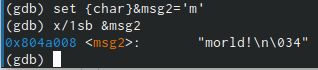 (gdb) set {char}&msg2='m'
(gdb) x/1sb &msg2
0x804a008 <msg2>:        "morld!\n\034"
(gdb)